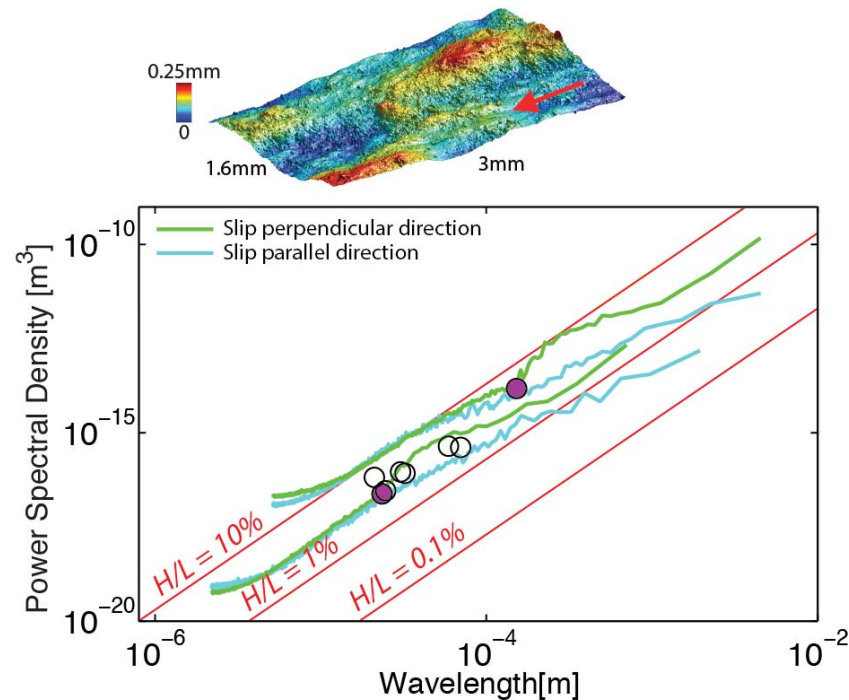 0.25mm
0
1.6mm
3mm
Slip perpendicular direction
Slip parallel direction
Power Spectral Density [m³]
10⁻¹⁰
10⁻¹⁵
10⁻²⁰
H/L = 10%
H/L = 1%
H/L = 0.1%
10⁻⁶
10⁻⁴
10⁻²
Wavelength[m]